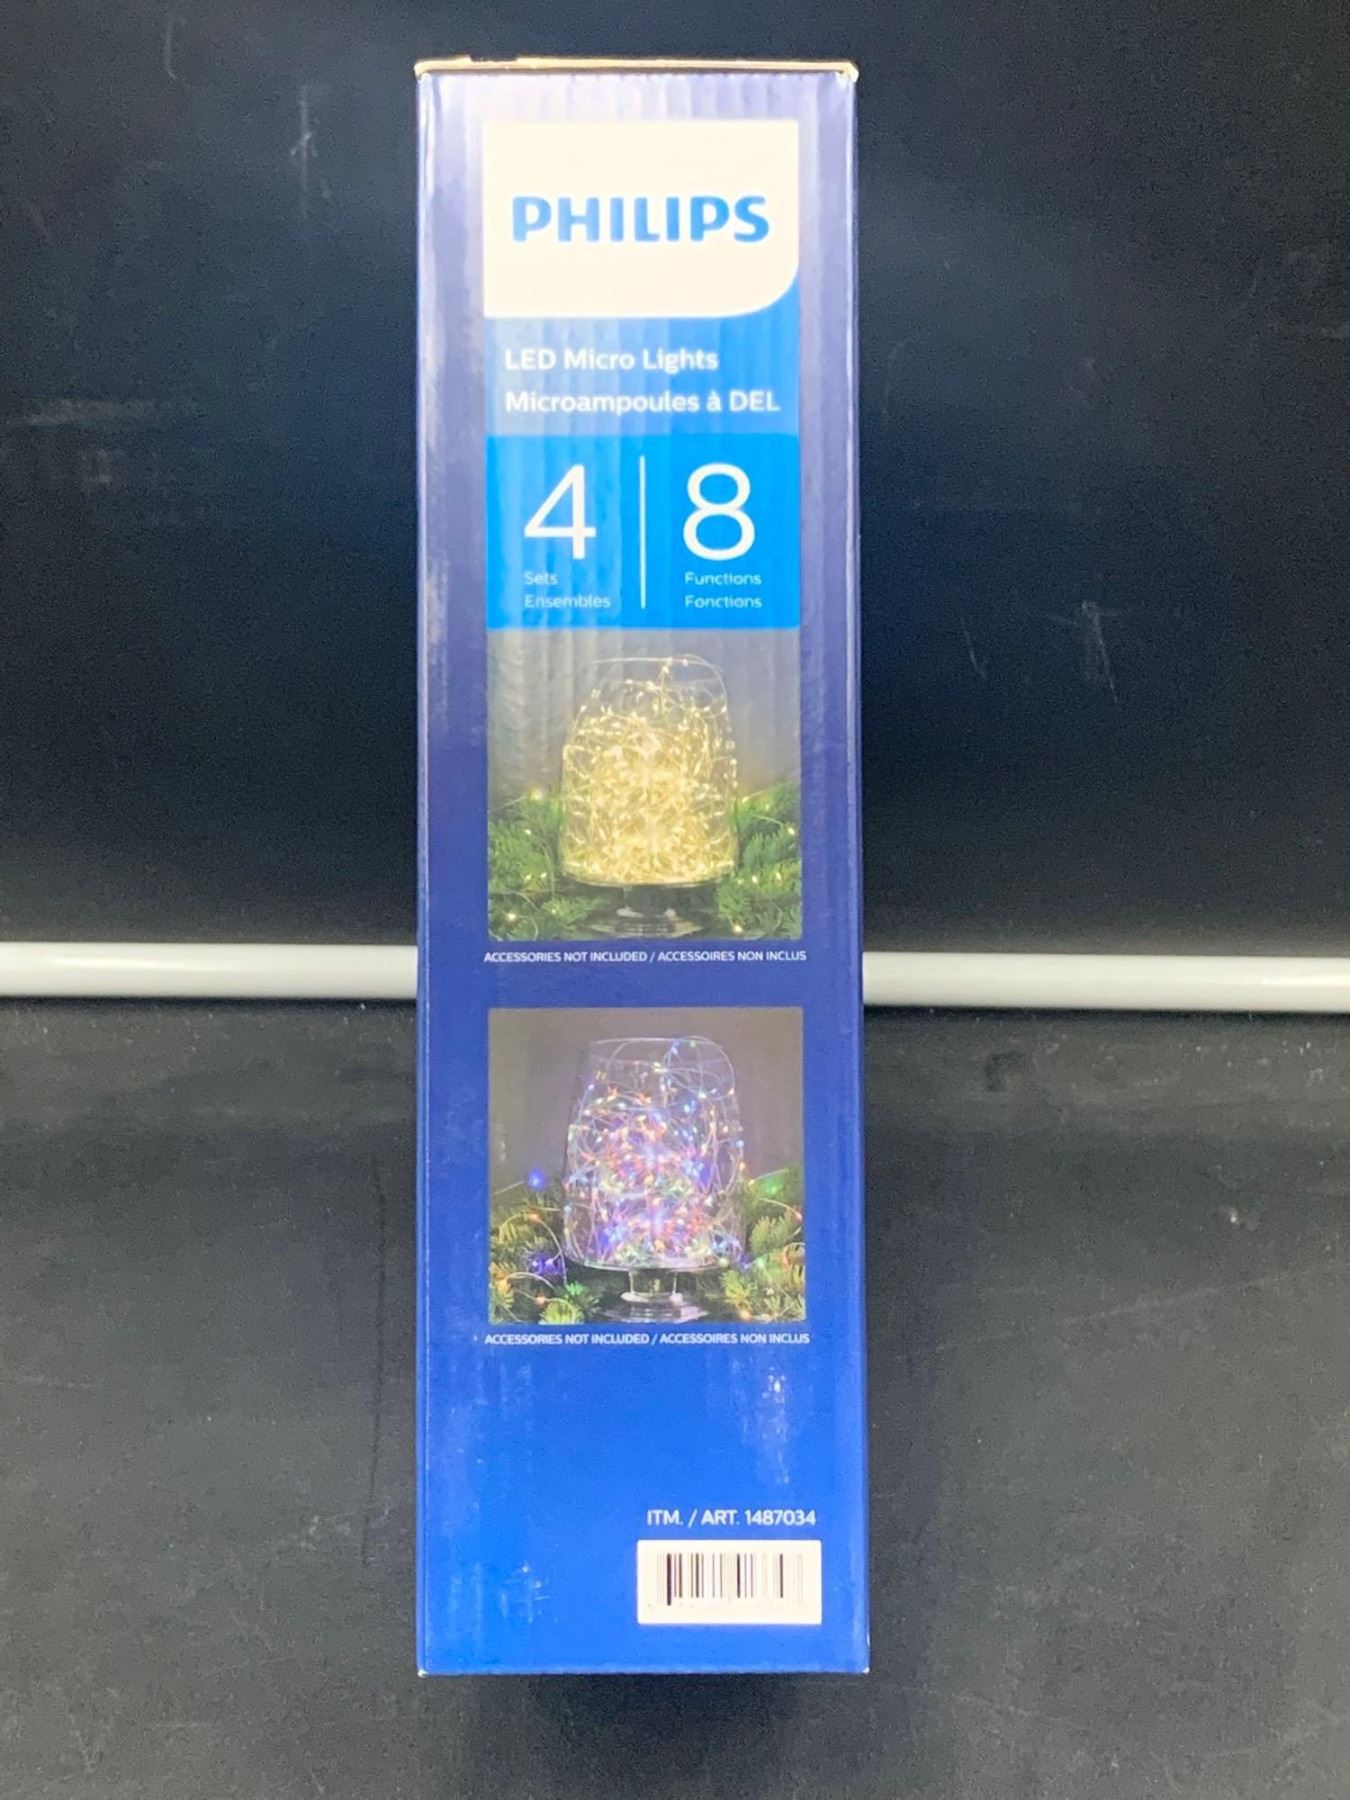 PHILIPS
LED Micro Lights
Microampoules à DEL
4
Sets
Ensembles
8
Functions
Fonctions
ACCESSORIES NOT INCLUDED / ACCESSOIRES NON INCLUS
ACCESSORIES NOT INCLUDED / ACCESSOIRES NON INCLUS
ITM. / ART. 1487034